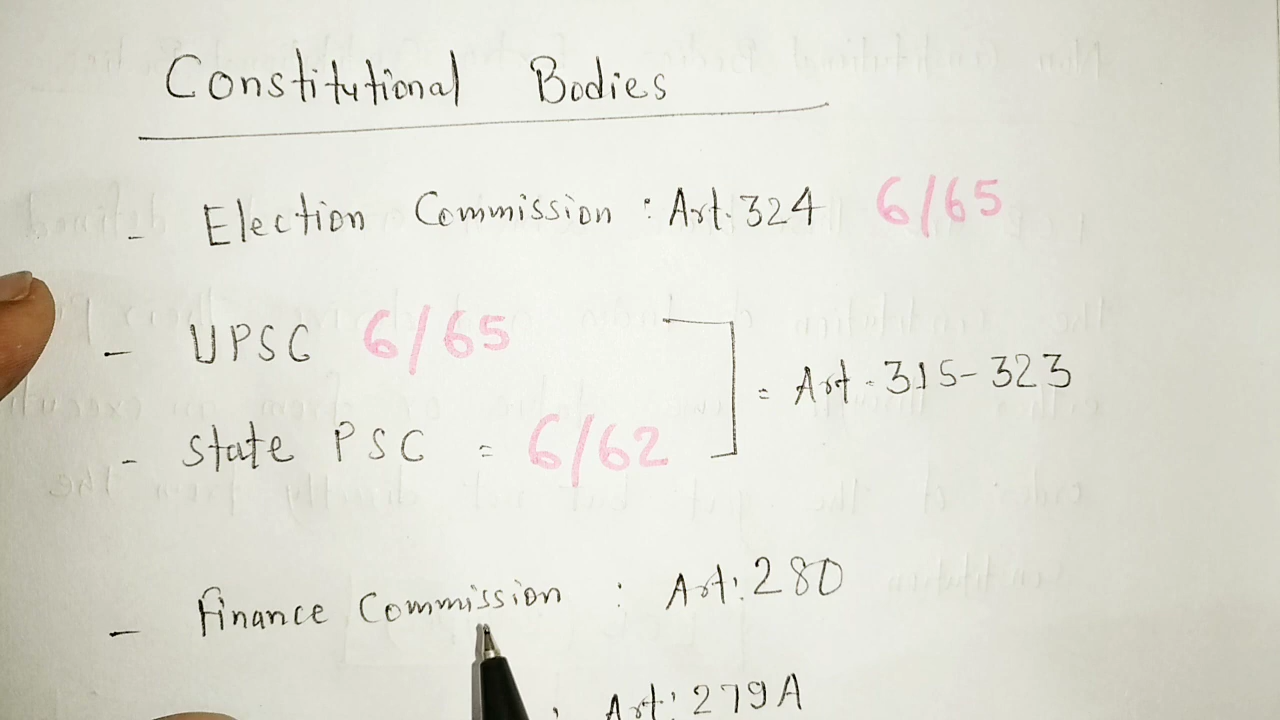 Constitutional Bodies
- Election Commission : Art. 324 6/65
- UPSC 6/65
= Art. 315-323
- State PSC = 6/62
- Finance Commission : Art: 280
: Art: 279A